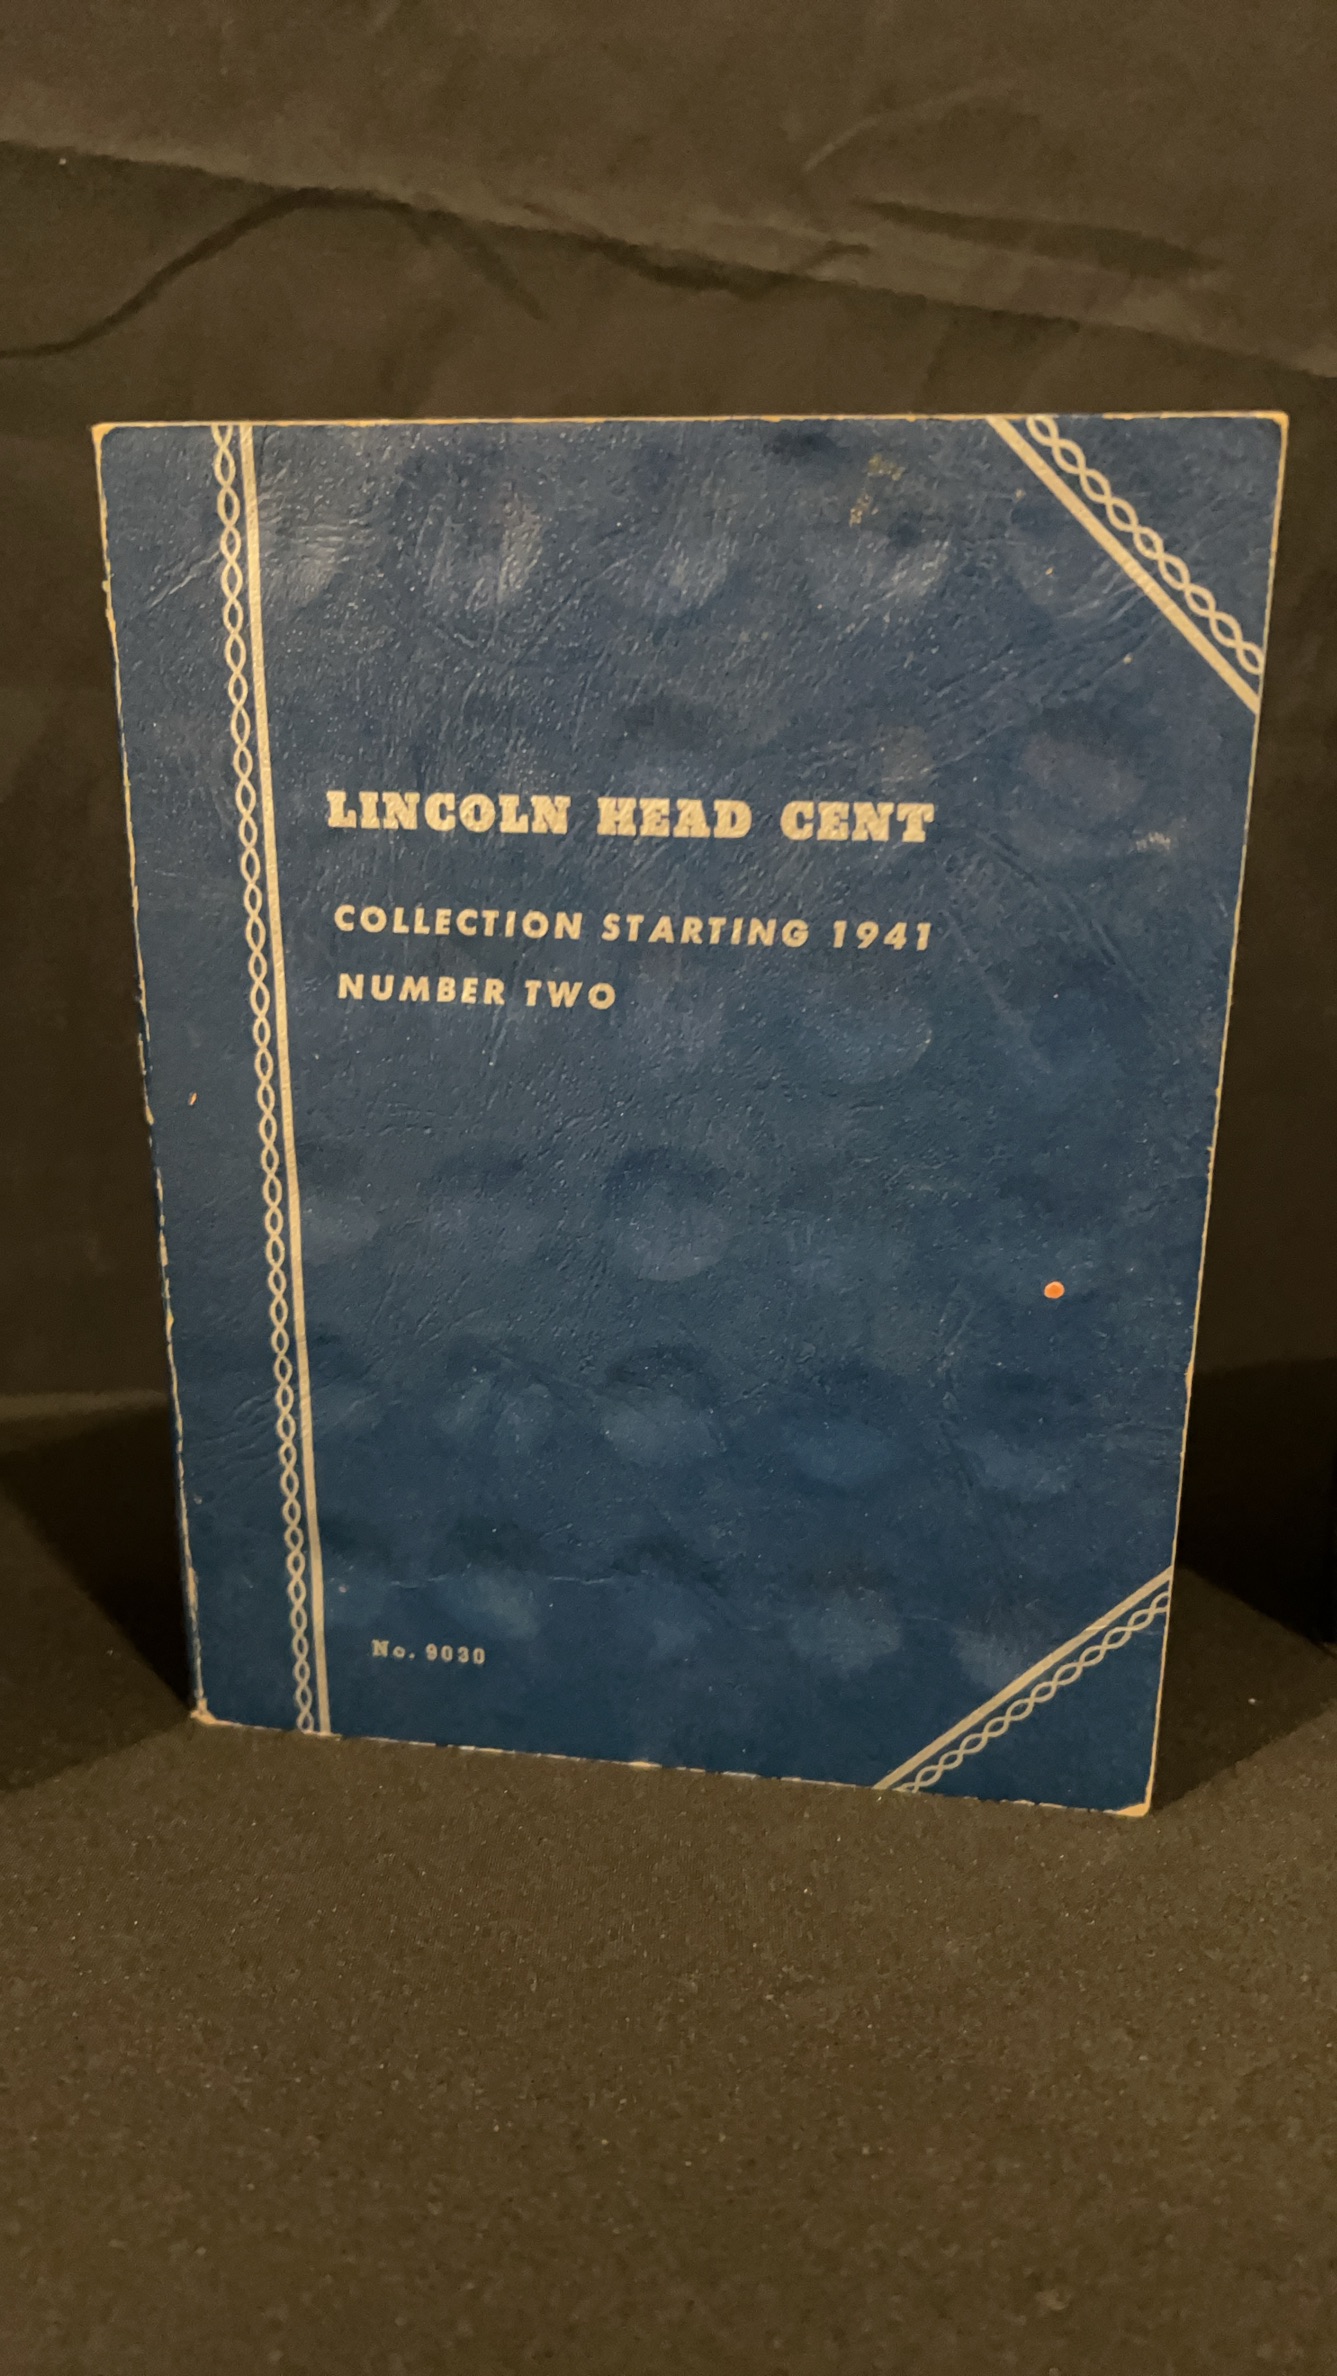 LINCOLN HEAD CENT
COLLECTION STARTING 1941
NUMBER TWO
No. 9030